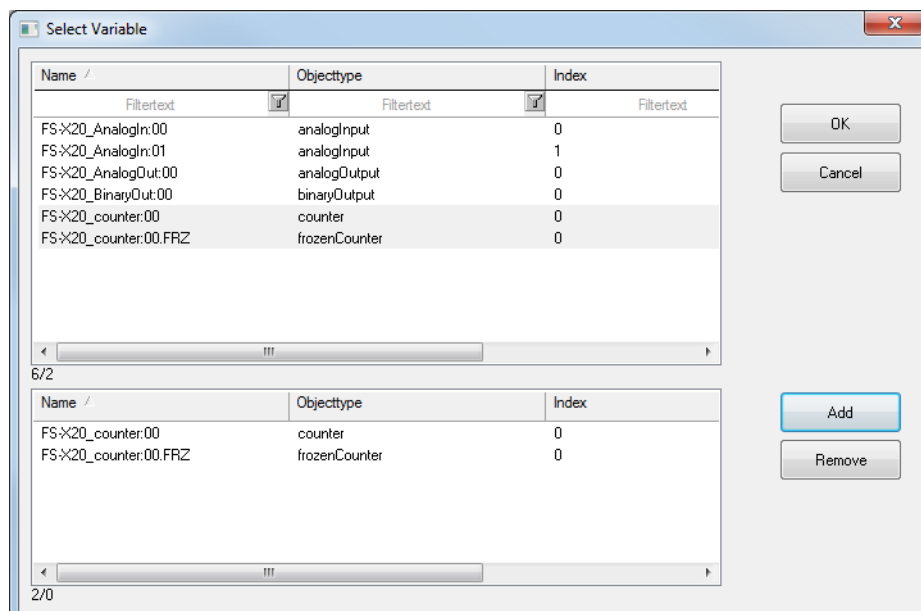 Select Variable
Name Objecttype Index
Filtertext Filtertext Filtertext
FS-X20_AnalogIn:00 analogInput 0
FS-X20_AnalogIn:01 analogInput 1
FS-X20_AnalogOut:00 analogOutput 0
FS-X20_BinaryOut:00 binaryOutput 0
FS-X20_counter:00 counter 0
FS-X20_counter:00.FRZ frozenCounter 0
OK
Cancel
6/2
Name Objecttype Index
FS-X20_counter:00 counter 0
FS-X20_counter:00.FRZ frozenCounter 0
Add
Remove
2/0